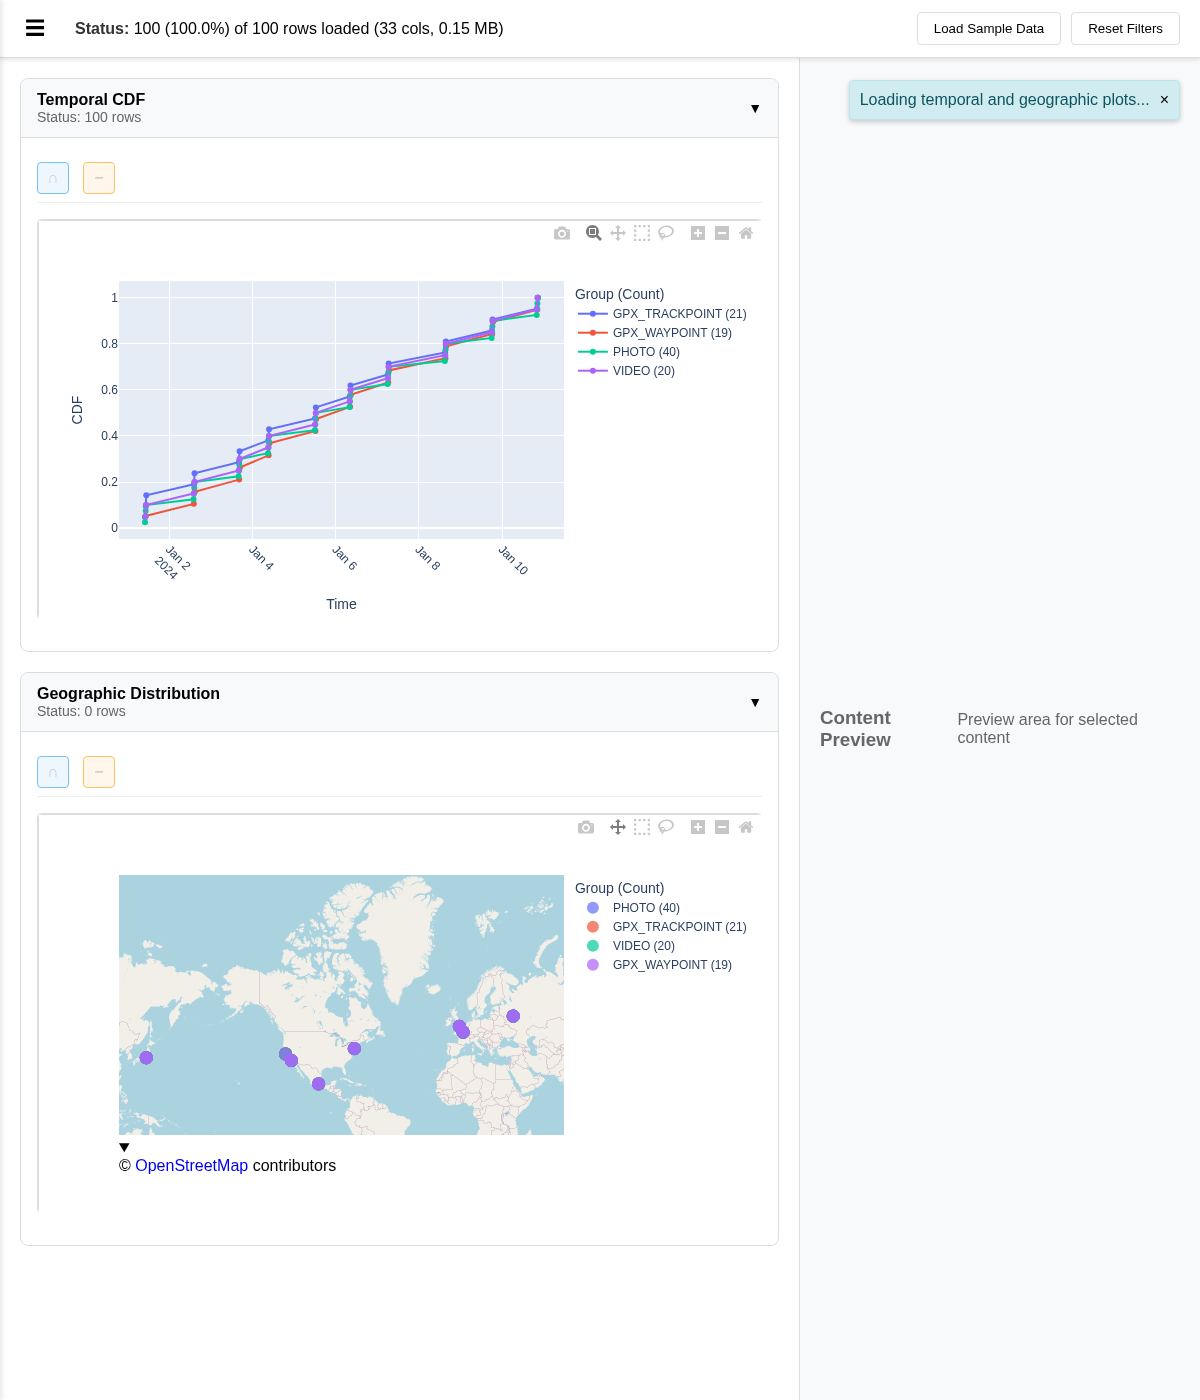 Status: 100 (100.0%) of 100 rows loaded (33 cols, 0.15 MB)
Load Sample Data
Reset Filters
Loading temporal and geographic plots... ×
Temporal CDF
Status: 100 rows
▼
∩
−
Group (Count)
GPX_TRACKPOINT (21)
GPX_WAYPOINT (19)
PHOTO (40)
VIDEO (20)
1
0.8
0.6
0.4
0.2
0
CDF
Jan 2
2024
Jan 4
Jan 6
Jan 8
Jan 10
Time
Geographic Distribution
Status: 0 rows
▼
Content
Preview
Preview area for selected
content
∩
−
Group (Count)
PHOTO (40)
GPX_TRACKPOINT (21)
VIDEO (20)
GPX_WAYPOINT (19)
▼
© OpenStreetMap contributors